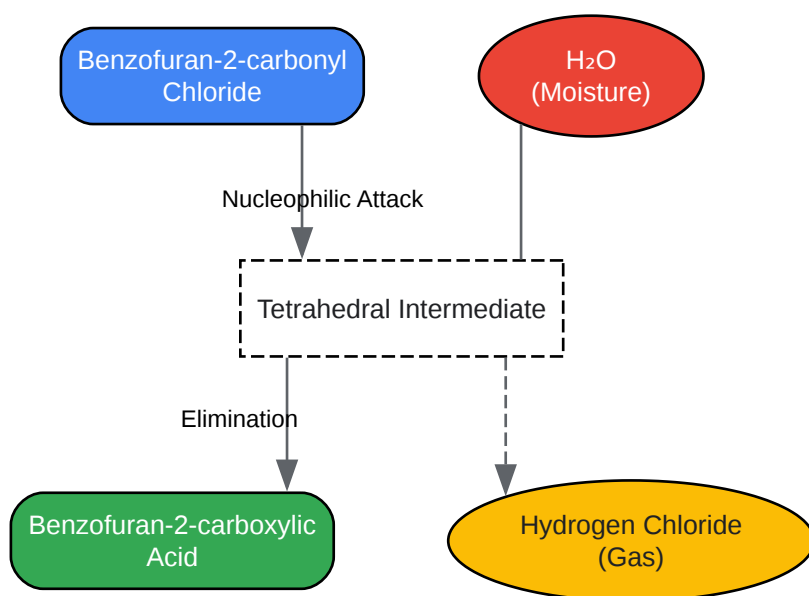 Benzofuran-2-carbonyl
Chloride
H₂O
(Moisture)
Nucleophilic Attack
Tetrahedral Intermediate
Elimination
Benzofuran-2-carboxylic
Acid
Hydrogen Chloride
(Gas)